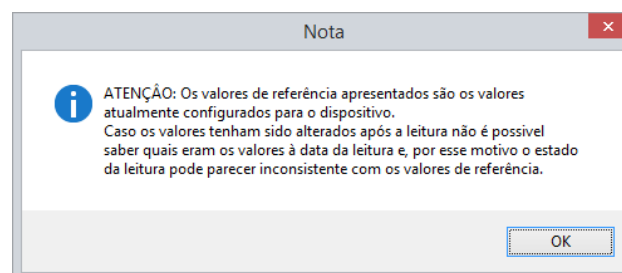 Nota
ATENÇÂO: Os valores de referência apresentados são os valores
atualmente configurados para o dispositivo.
Caso os valores tenham sido alterados após a leitura não é possivel
saber quais eram os valores à data da leitura e, por esse motivo o estado
da leitura pode parecer inconsistente com os valores de referência.
OK